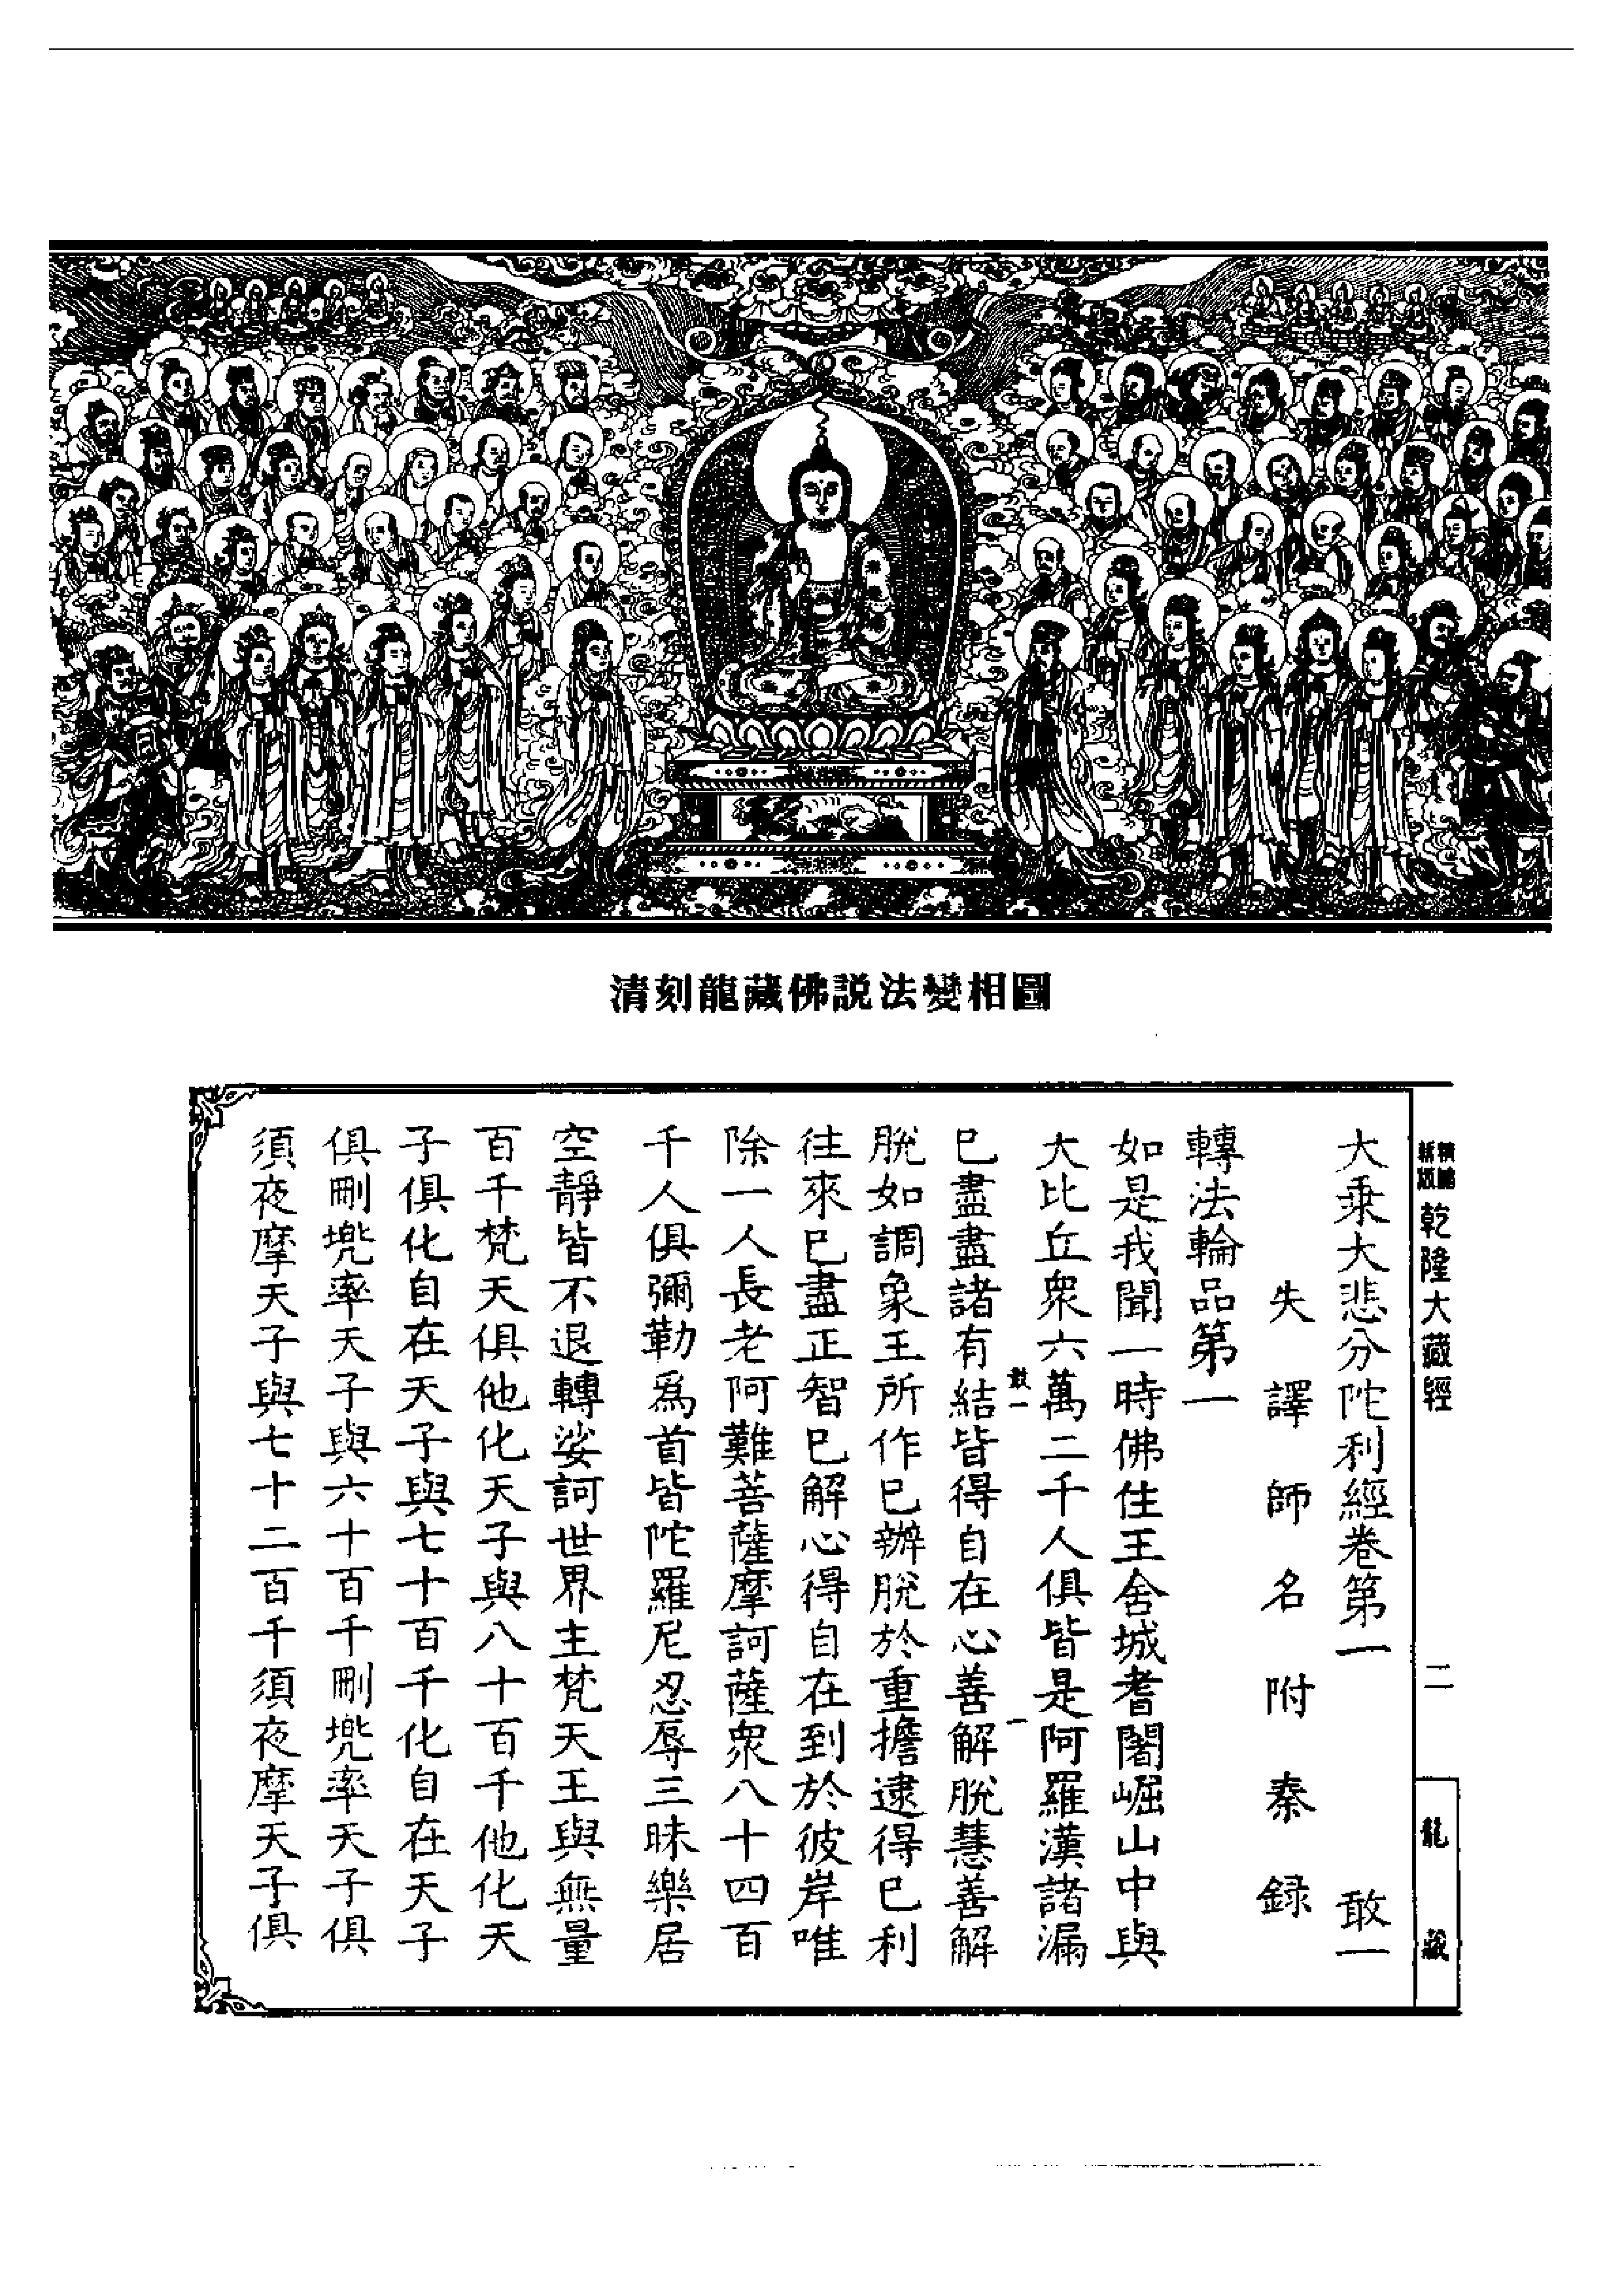 清刻龍藏佛説法變相圖
乾隆大藏經
二
龍藏
大乘大悲分陀利經卷第一 敢一
失譯師名附秦録
轉法輪品第一
如是我聞一時佛住王舍城耆闍崛山中與
大比丘衆六萬二千人俱皆是阿羅漢諸漏
已盡盡諸有結皆得自在心善解脱慧善解
脱如調象王所作已辦脱於重擔逮得已利
往來已盡正智已解心得自在到於彼岸唯
除一人長老阿難菩薩摩訶薩衆八十四百
千人俱彌勒爲首皆陀羅尼忍辱三昧樂居
空靜皆不退轉娑訶世界主梵天王與無量
百千梵天俱他化天子與八十百千他化天
子俱化自在天子與七十百千化自在天子
俱刪兠率天子與六十百千刪兠率天子俱
須夜摩天子與七十二百千須夜摩天子俱